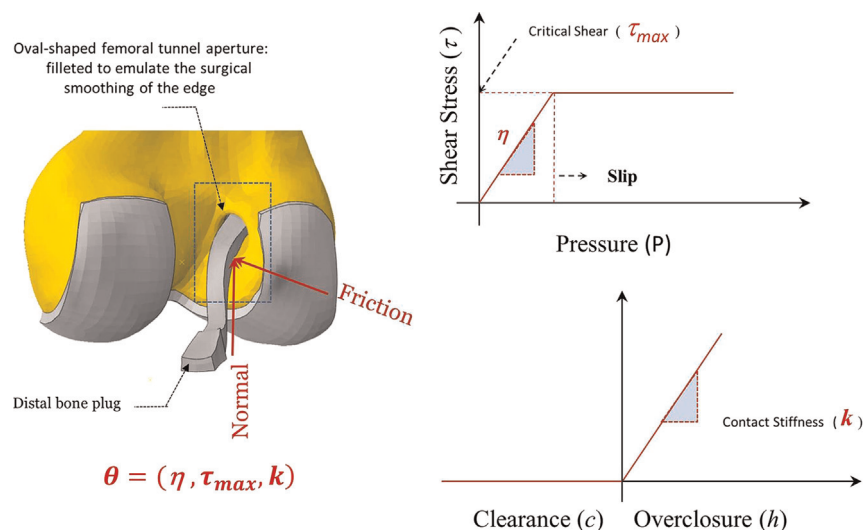 Oval-shaped femoral tunnel aperture:
filleted to emulate the surgical
smoothing of the edge
Friction
Normal
Distal bone plug
θ = (η, τmax, k)
Critical Shear ( τmax )
Shear Stress (τ)
η
Slip
Pressure (P)
Contact Stiffness ( k )
Clearance (c) Overclosure (h)